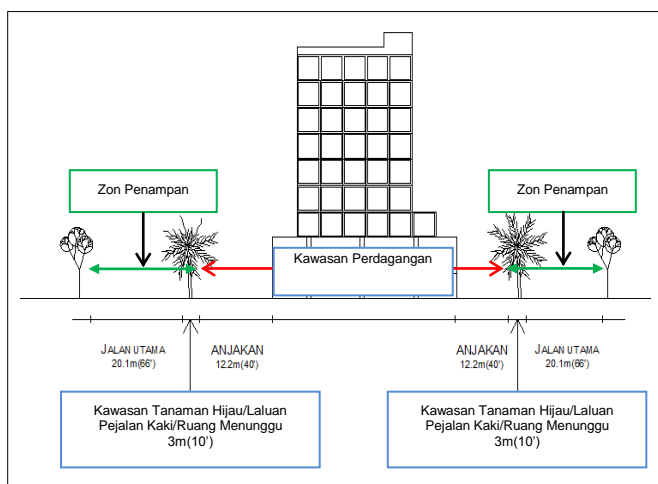 Zon Penampan
Zon Penampan
Kawasan Perdagangan
JALAN UTAMA
20.1m(66')
ANJAKAN
12.2m(40')
ANJAKAN
12.2m(40')
JALAN UTAMA
20.1m(66')
Kawasan Tanaman Hijau/Laluan
Pejalan Kaki/Ruang Menunggu
3m(10')
Kawasan Tanaman Hijau/Laluan
Pejalan Kaki/Ruang Menunggu
3m(10')